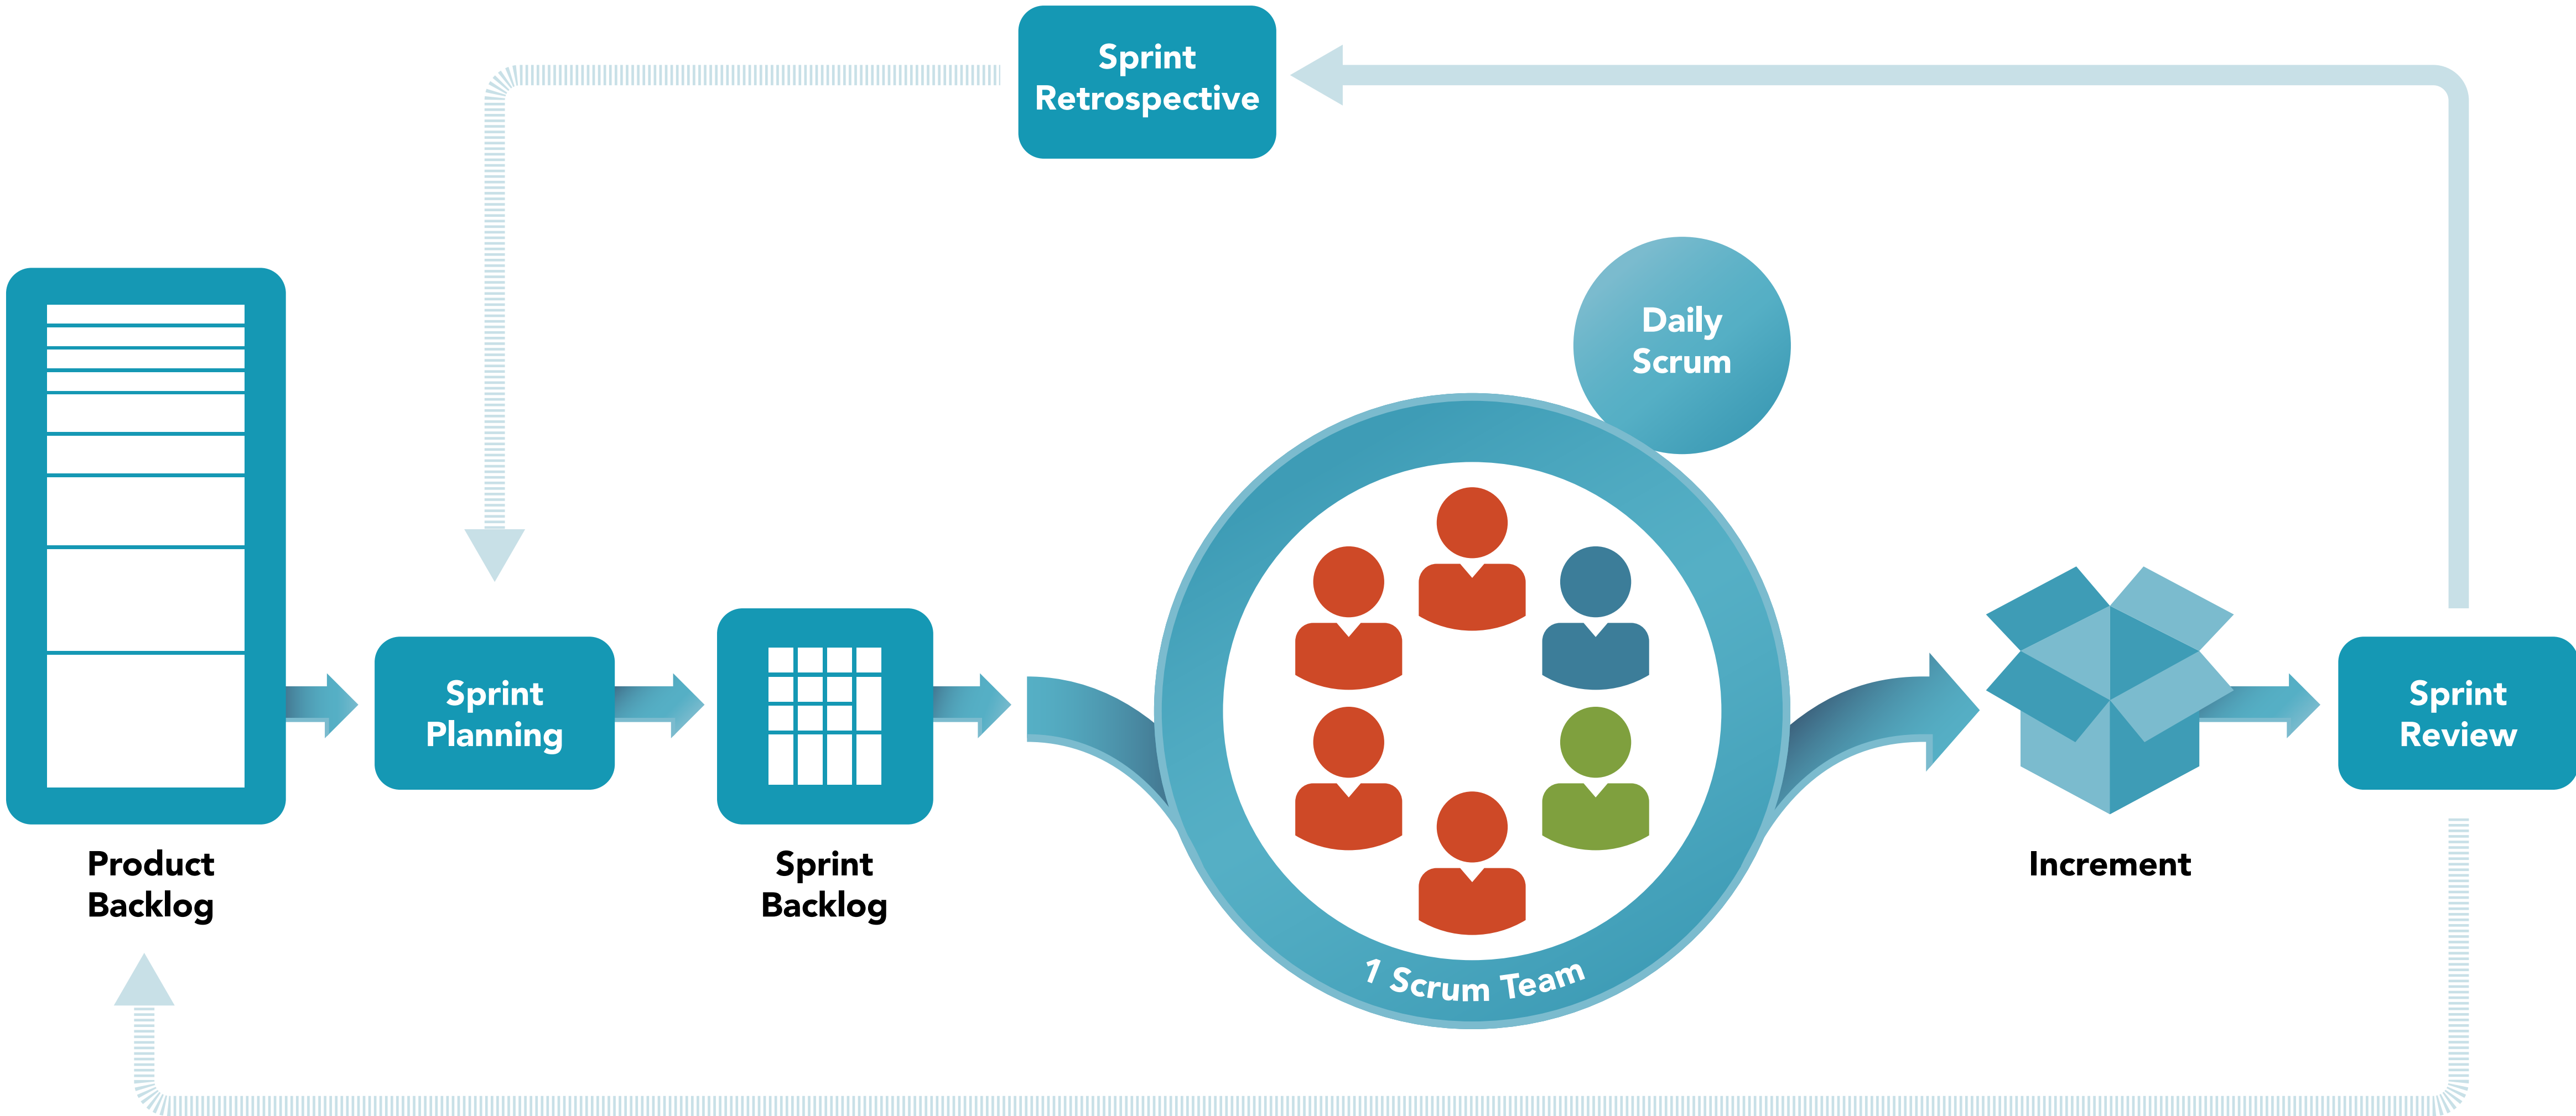 Sprint
Retrospective
Daily
Scrum
Sprint
Planning
Sprint
Review
Product
Backlog
Sprint
Backlog
Increment
1 Scrum Team